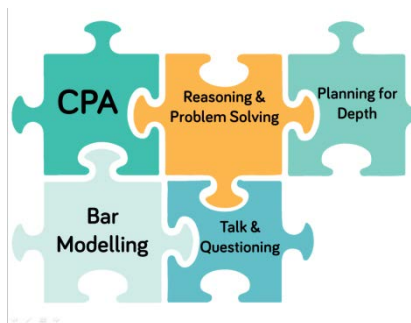 CPA
Reasoning &
Problem Solving
Planning for
Depth
Bar
Modelling
Talk &
Questioning